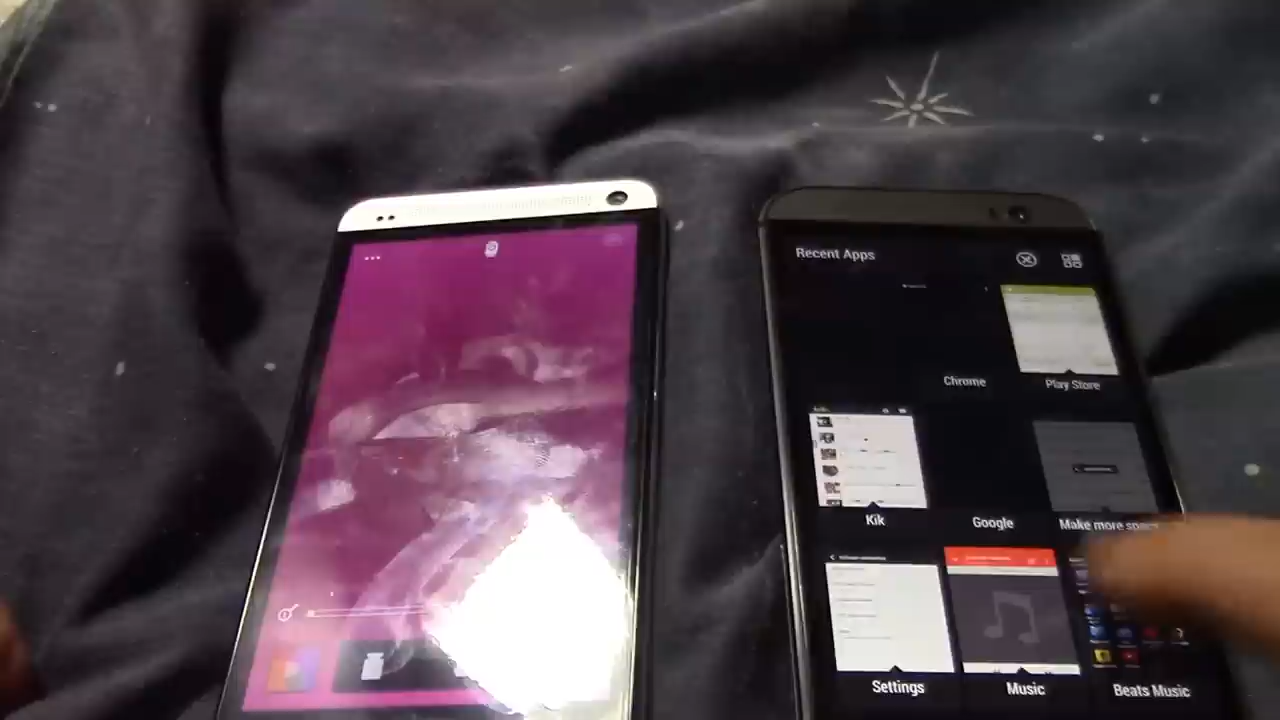 Recent Apps
Chrome
Play Store
Kik
Google
Make more space
Settings
Music
Beats Music